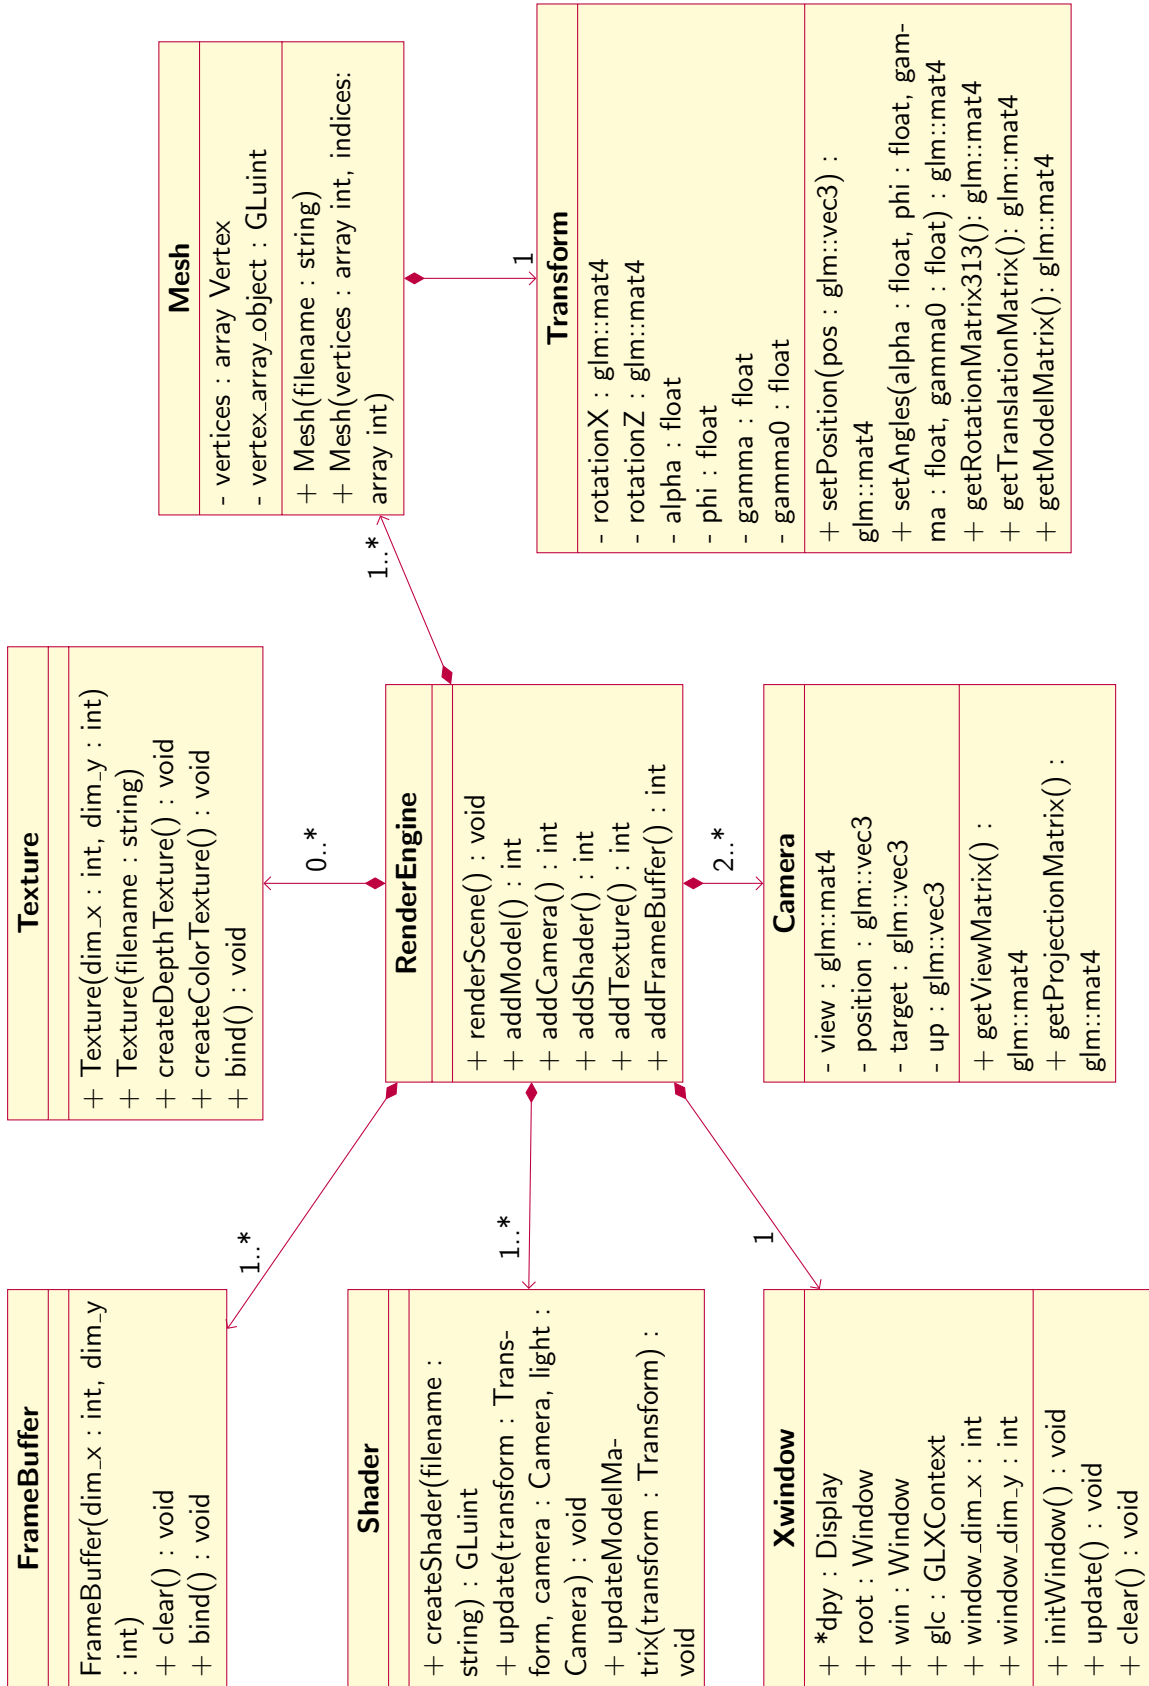 FrameBuffer
FrameBuffer(dim_x : int, dim_y
: int)
+ clear() : void
+ bind() : void
1..*
Texture
+ Texture(dim_x : int, dim_y : int)
+ Texture(filename : string)
+ createDepthTexture() : void
+ createColorTexture() : void
+ bind() : void
0..*
Mesh
- vertices : array Vertex
- vertex_array_object : GLuint
+ Mesh(filename : string)
+ Mesh(vertices : array int, indices:
array int)
1..*
1
Shader
+ createShader(filename :
string) : GLuint
+ update(transform : Trans-
form, camera : Camera, light :
Camera) : void
+ updateModelMa-
trix(transform : Transform) :
void
1..*
RenderEngine
+ renderScene() : void
+ addModel() : int
+ addCamera() : int
+ addShader() : int
+ addTexture() : int
+ addFrameBuffer() : int
2..*
Transform
- rotationX : glm::mat4
- rotationZ : glm::mat4
- alpha : float
- phi : float
- gamma : float
- gamma0 : float
+ setPosition(pos : glm::vec3) :
glm::mat4
+ setAngles(alpha : float, phi : float, gam-
ma : float, gamma0 : float) : glm::mat4
+ getRotationMatrix313(): glm::mat4
+ getTranslationMatrix(): glm::mat4
+ getModelMatrix(): glm::mat4
Xwindow
+ *dpy : Display
+ root : Window
+ win : Window
+ glc : GLXContext
+ window_dim_x : int
+ window_dim_y : int
+ initWindow() : void
+ update() : void
+ clear() : void
1
Camera
- view : glm::mat4
- position : glm::vec3
- target : glm::vec3
- up : glm::vec3
+ getViewMatrix() :
glm::mat4
+ getProjectionMatrix() :
glm::mat4